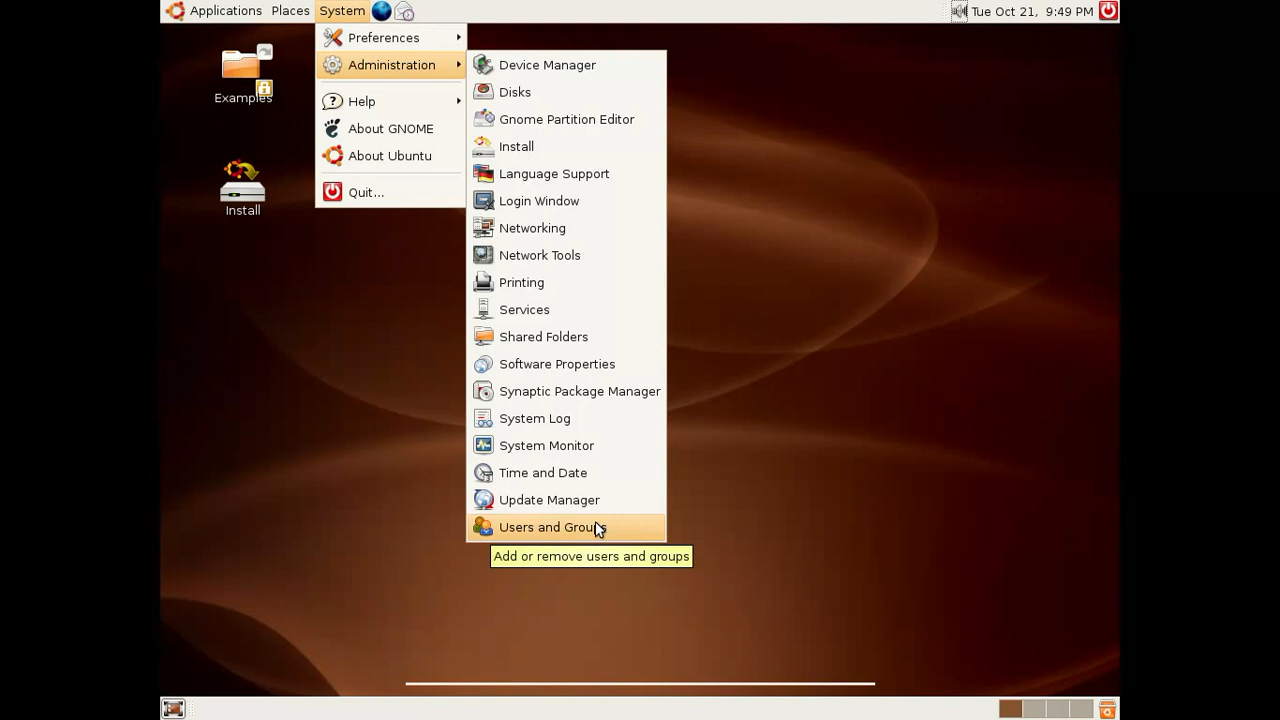 Applications Places System Tue Oct 21, 9:49 PM
Examples
Install
Preferences
Administration
Help
About GNOME
About Ubuntu
Quit...
Device Manager
Disks
Gnome Partition Editor
Install
Language Support
Login Window
Networking
Network Tools
Printing
Services
Shared Folders
Software Properties
Synaptic Package Manager
System Log
System Monitor
Time and Date
Update Manager
Users and Groups
Add or remove users and groups